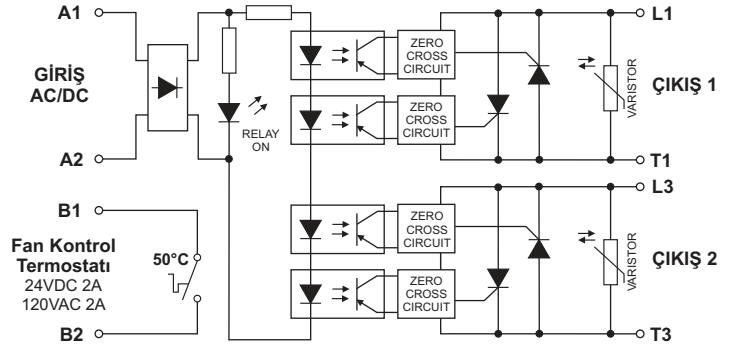 A1
GİRİŞ
AC/DC
A2
RELAY
ON
B1
Fan Kontrol
Termostatı
24VDC 2A
120VAC 2A
50°C
B2
ZERO
CROSS
CIRCUIT
ZERO
CROSS
CIRCUIT
L1
VARISTOR
ÇIKIŞ 1
T1
ZERO
CROSS
CIRCUIT
ZERO
CROSS
CIRCUIT
L3
VARISTOR
ÇIKIŞ 2
T3